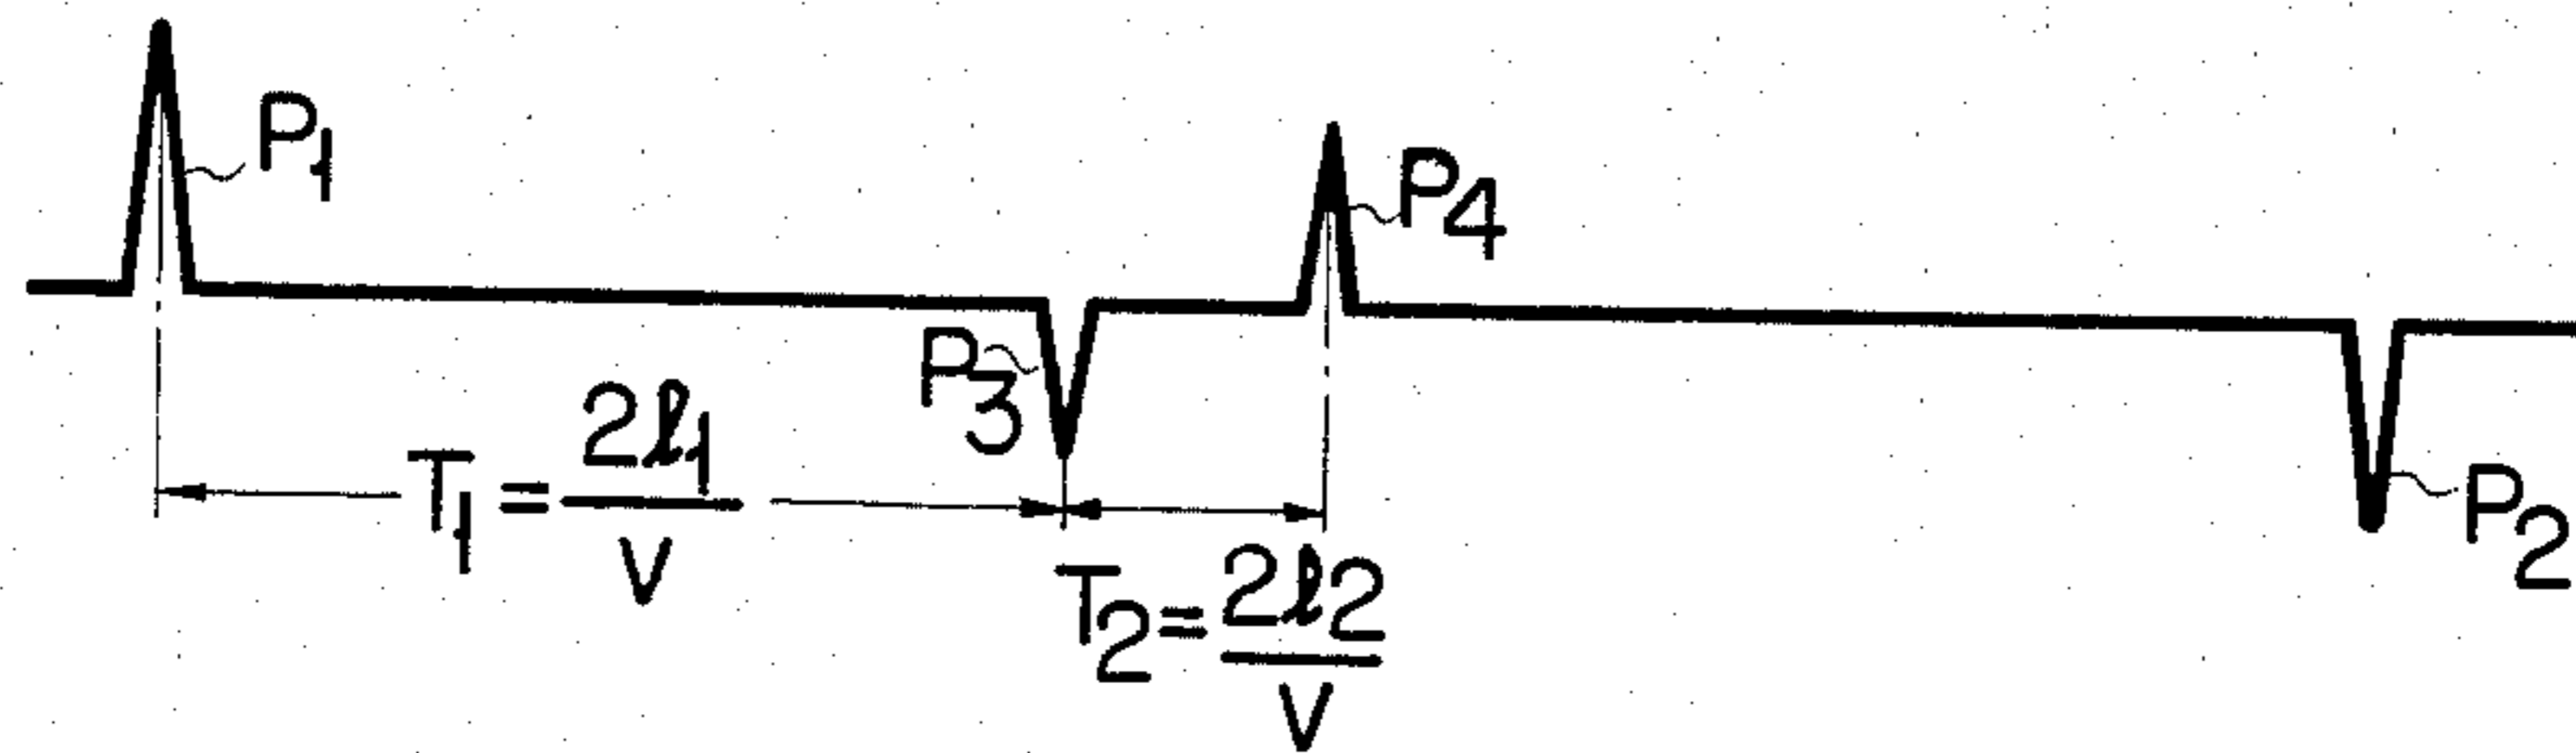 P1
P4
P3
T1 = 2ℓ1 / V
P2
T2 = 2ℓ2 / V